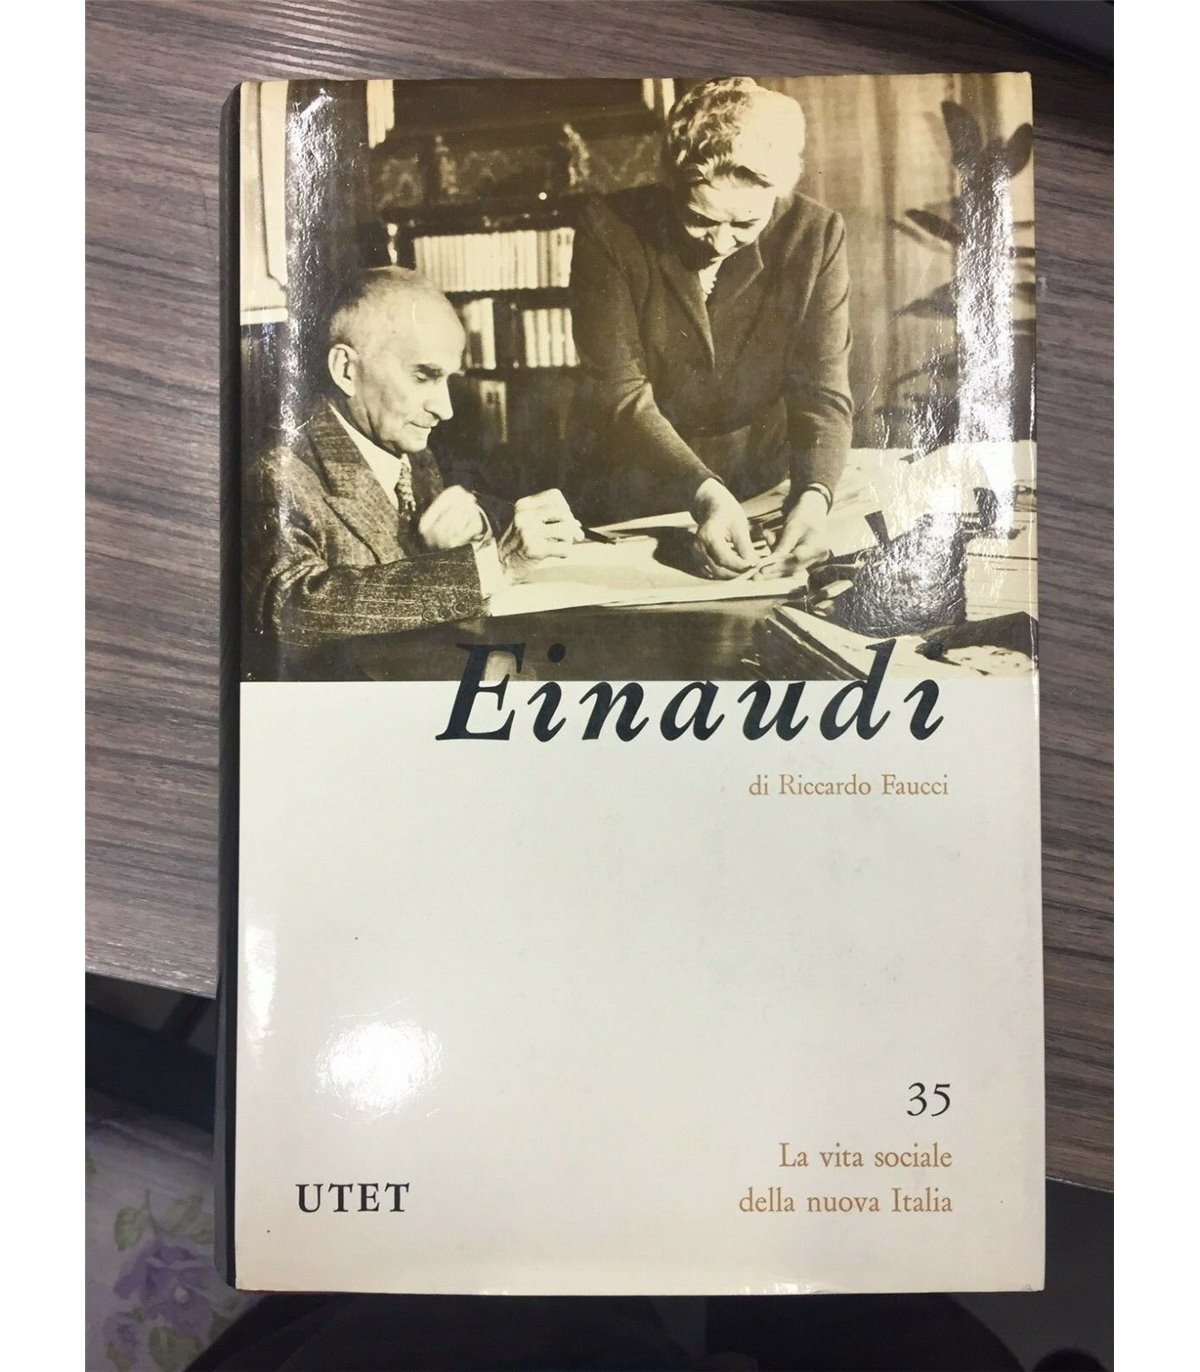 Einaudi
di Riccardo Faucci
35
La vita sociale
della nuova Italia
UTET